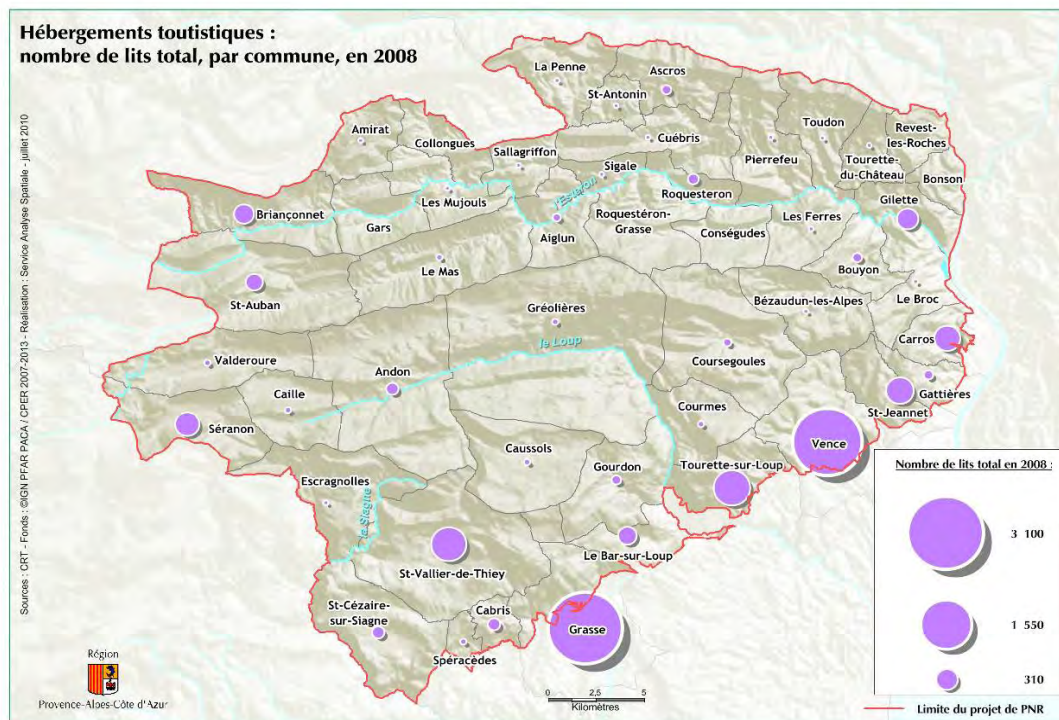 Hébergements toutistiques :
nombre de lits total, par commune, en 2008
La Penne
Ascros
St-Antonin
Amirat
Collongues
Cuébris
Toudon
Revest-
les-Roches
Sallagriffon
Pierrefeu
Tourette-
du-Château
Sigale
Bonson
l'Estéron
Roquesteron
Les Mujouls
Gilette
Briançonnet
Gars
Aiglun
Roquestéron-
Grasse
Conségudes
Les Ferres
Le Mas
Bouyon
St-Auban
Bézaudun-les-Alpes
Le Broc
Gréolières
le Loup
Carros
Valderoure
Coursegoules
Andon
Gattières
Caille
St-Jeannet
Séranon
Courmes
Vence
Caussols
Gourdon
Tourette-sur-Loup
Escragnolles
la Siagne
Le Bar-sur-Loup
St-Vallier-de-Thiey
St-Cézaire-
sur-Siagne
Cabris
Grasse
Spéracèdes
Nombre de lits total en 2008 :
3 100
1 550
310
Limite du projet de PNR
0 2,5 5
Kilomètres
Région
Provence-Alpes-Côte d'Azur
Sources : CRT - Fonds : ©IGN PFAR PACA / CPER 2007-2013 - Réalisation : Service Analyse Spatiale - juillet 2010